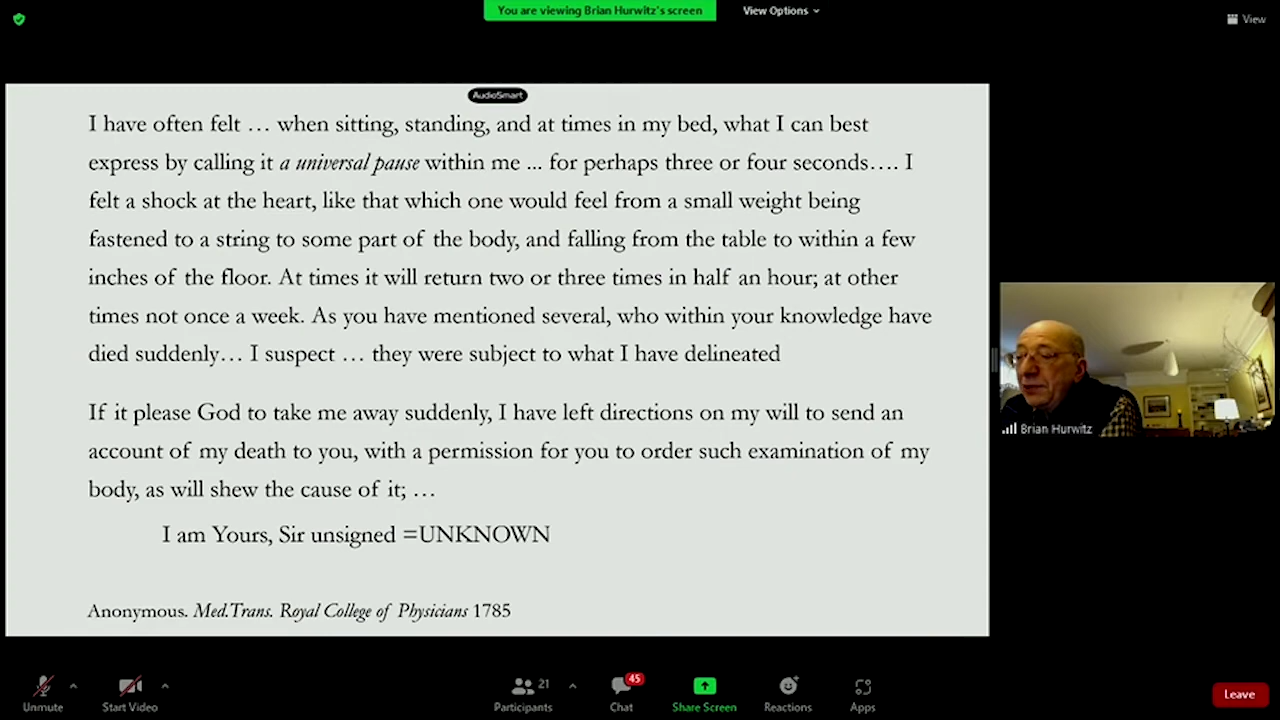 You are viewing Brian Hurwitz's screen
View Options
View
AudioSmart
I have often felt … when sitting, standing, and at times in my bed, what I can best
express by calling it a universal pause within me ... for perhaps three or four seconds…. I
felt a shock at the heart, like that which one would feel from a small weight being
fastened to a string to some part of the body, and falling from the table to within a few
inches of the floor. At times it will return two or three times in half an hour; at other
times not once a week. As you have mentioned several, who within your knowledge have
died suddenly… I suspect … they were subject to what I have delineated
If it please God to take me away suddenly, I have left directions on my will to send an
account of my death to you, with a permission for you to order such examination of my
body, as will shew the cause of it; …
I am Yours, Sir unsigned =UNKNOWN
Anonymous. Med.Trans. Royal College of Physicians 1785
Brian Hurwitz
Unmute
Start Video
21
Participants
45
Chat
Share Screen
Reactions
Apps
Leave